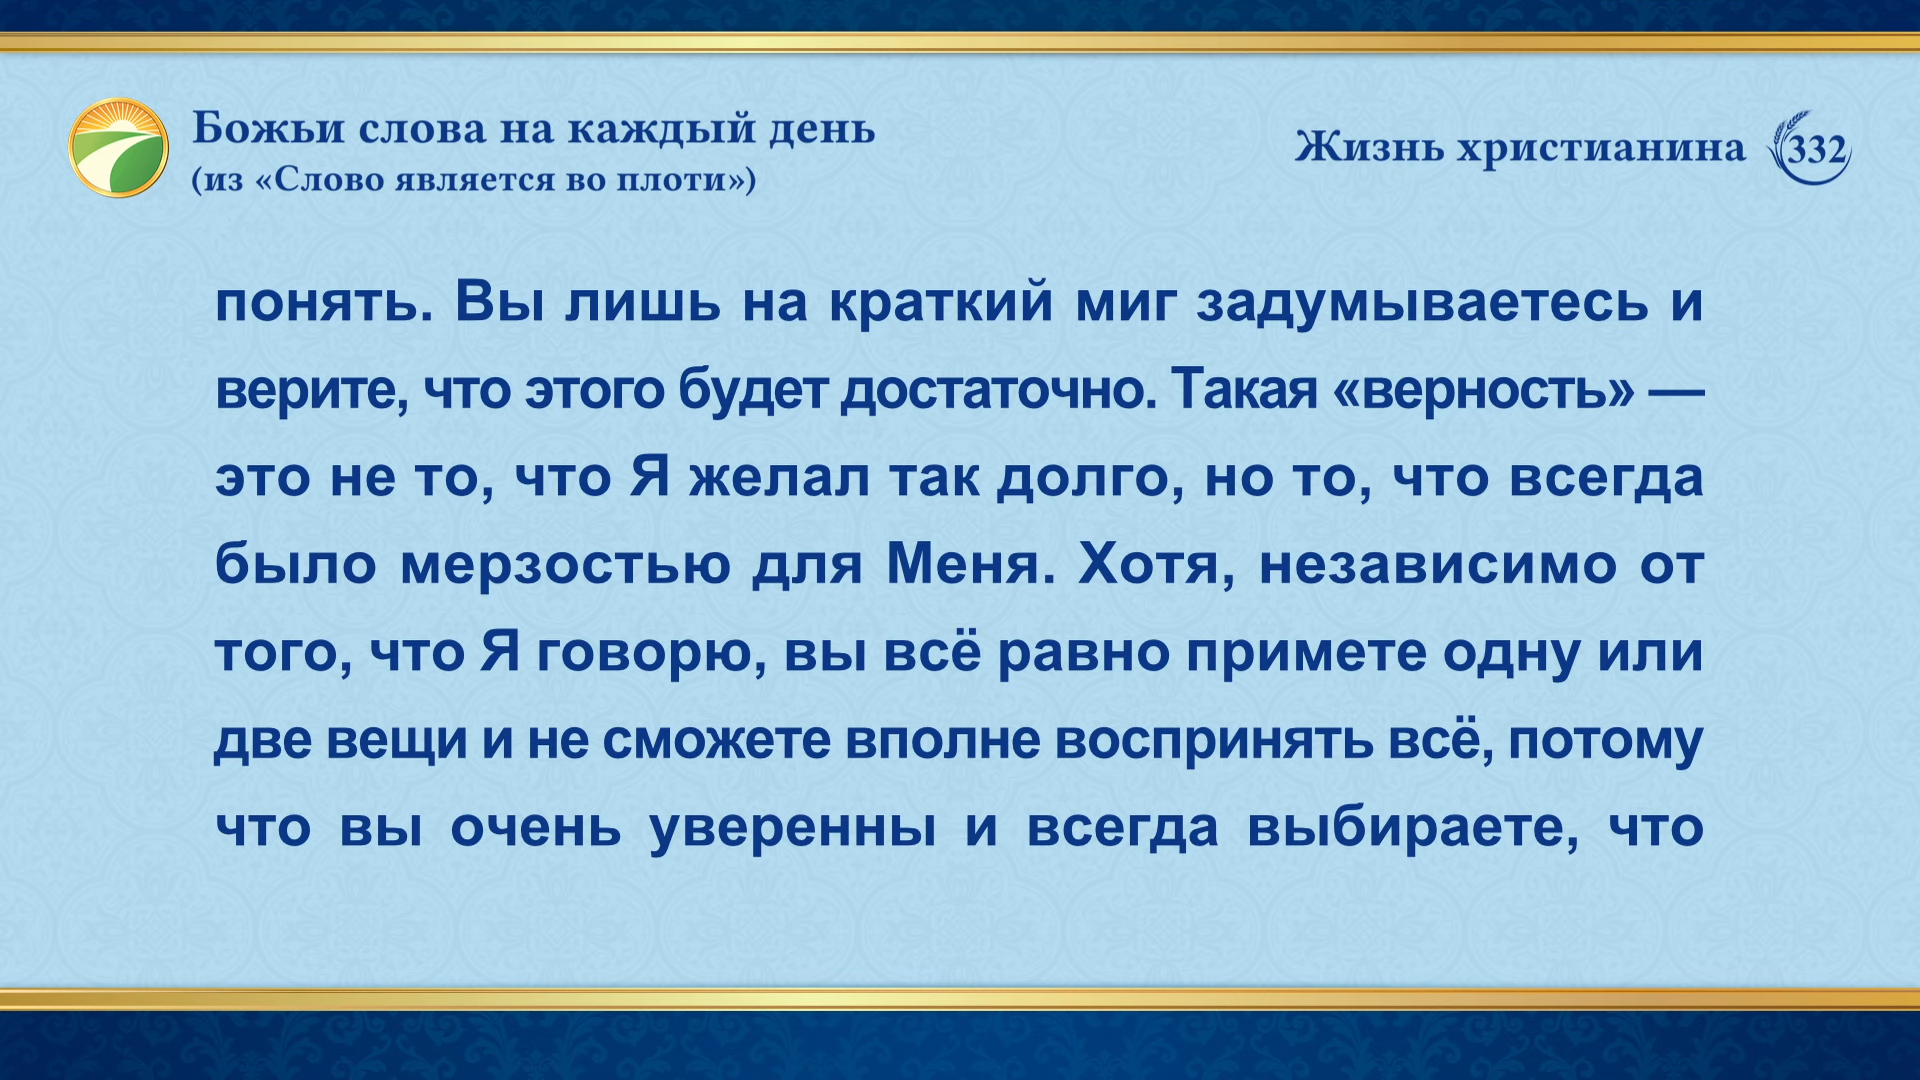 Божьи слова на каждый день
(из «Слово является во плоти»)
Жизнь христианина 332
понять. Вы лишь на краткий миг задумываетесь и
верите, что этого будет достаточно. Такая «верность» —
это не то, что Я желал так долго, но то, что всегда
было мерзостью для Меня. Хотя, независимо от
того, что Я говорю, вы всё равно примете одну или
две вещи и не сможете вполне воспринять всё, потому
что вы очень уверенны и всегда выбираете, что